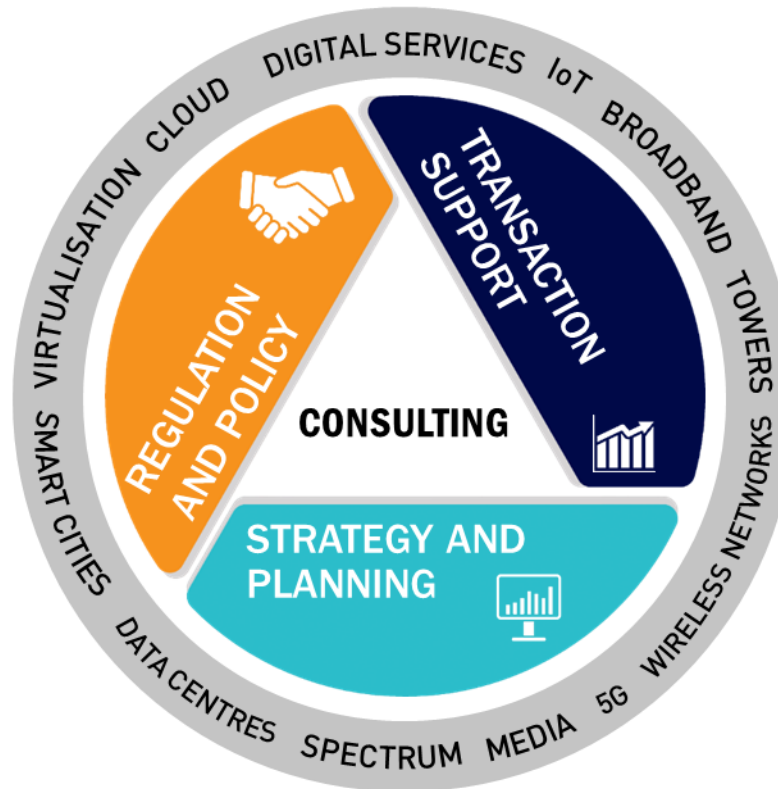 DIGITAL SERVICES
IoT
BROADBAND
TOWERS
WIRELESS NETWORKS
5G
MEDIA
SPECTRUM
DATA CENTRES
SMART CITIES
VIRTUALISATION
CLOUD
TRANSACTION
SUPPORT
REGULATION
AND POLICY
CONSULTING
STRATEGY AND
PLANNING